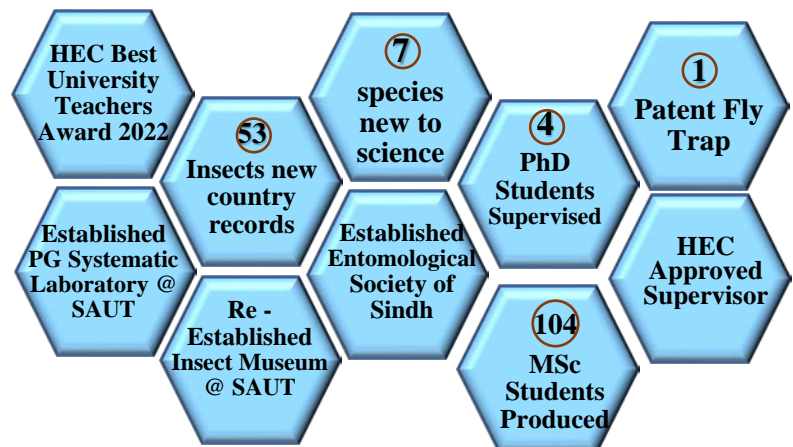 HEC Best
University
Teachers
Award 2022
53
Insects new
country
records
7
species
new to
science
4
PhD
Students
Supervised
1
Patent Fly
Trap
Established
PG Systematic
Laboratory @
SAUT
Re -
Established
Insect Museum
@ SAUT
Established
Entomological
Society of
Sindh
104
MSc
Students
Produced
HEC
Approved
Supervisor